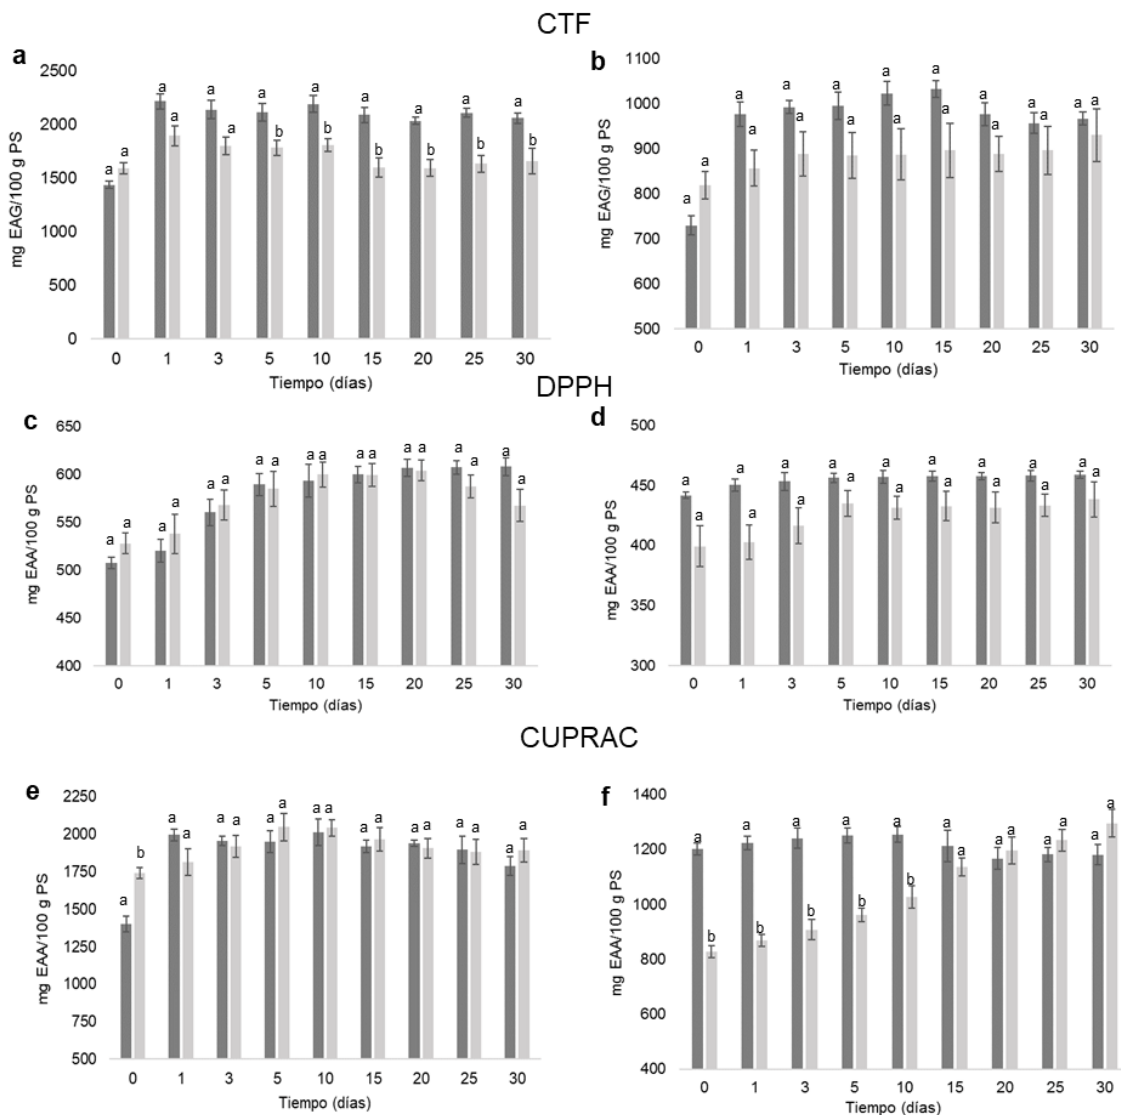 CTF
a
mg EAG/100 g PS
2500
2000
1500
1000
500
0
a a a a a a a b a b a b a b a b a b
0 1 3 5 10 15 20 25 30
Tiempo (días)
b
mg EAG/100 g PS
1100
1000
900
800
700
600
500
a a a a a a a a a a a a a a a a a a
0 1 3 5 10 15 20 25 30
Tiempo (días)
DPPH
c
mg EAA/100 g PS
650
600
550
500
450
400
a a a a a a a a a a a a a a a a a a
0 1 3 5 10 15 20 25 30
Tiempo (días)
d
mg EAA/100 g PS
500
450
400
350
300
a a a a a a a a a a a a a a a a a a
0 1 3 5 10 15 20 25 30
Tiempo (días)
CUPRAC
e
mg EAA/100 g PS
2250
2000
1750
1500
1250
1000
750
500
a b a a a a a a a a a a a a a a a a
0 1 3 5 10 15 20 25 30
Tiempo (días)
f
mg EAA/100 g PS
1400
1200
1000
800
600
400
a b a b a b a b a b a a a a a a a a
0 1 3 5 10 15 20 25 30
Tiempo (días)